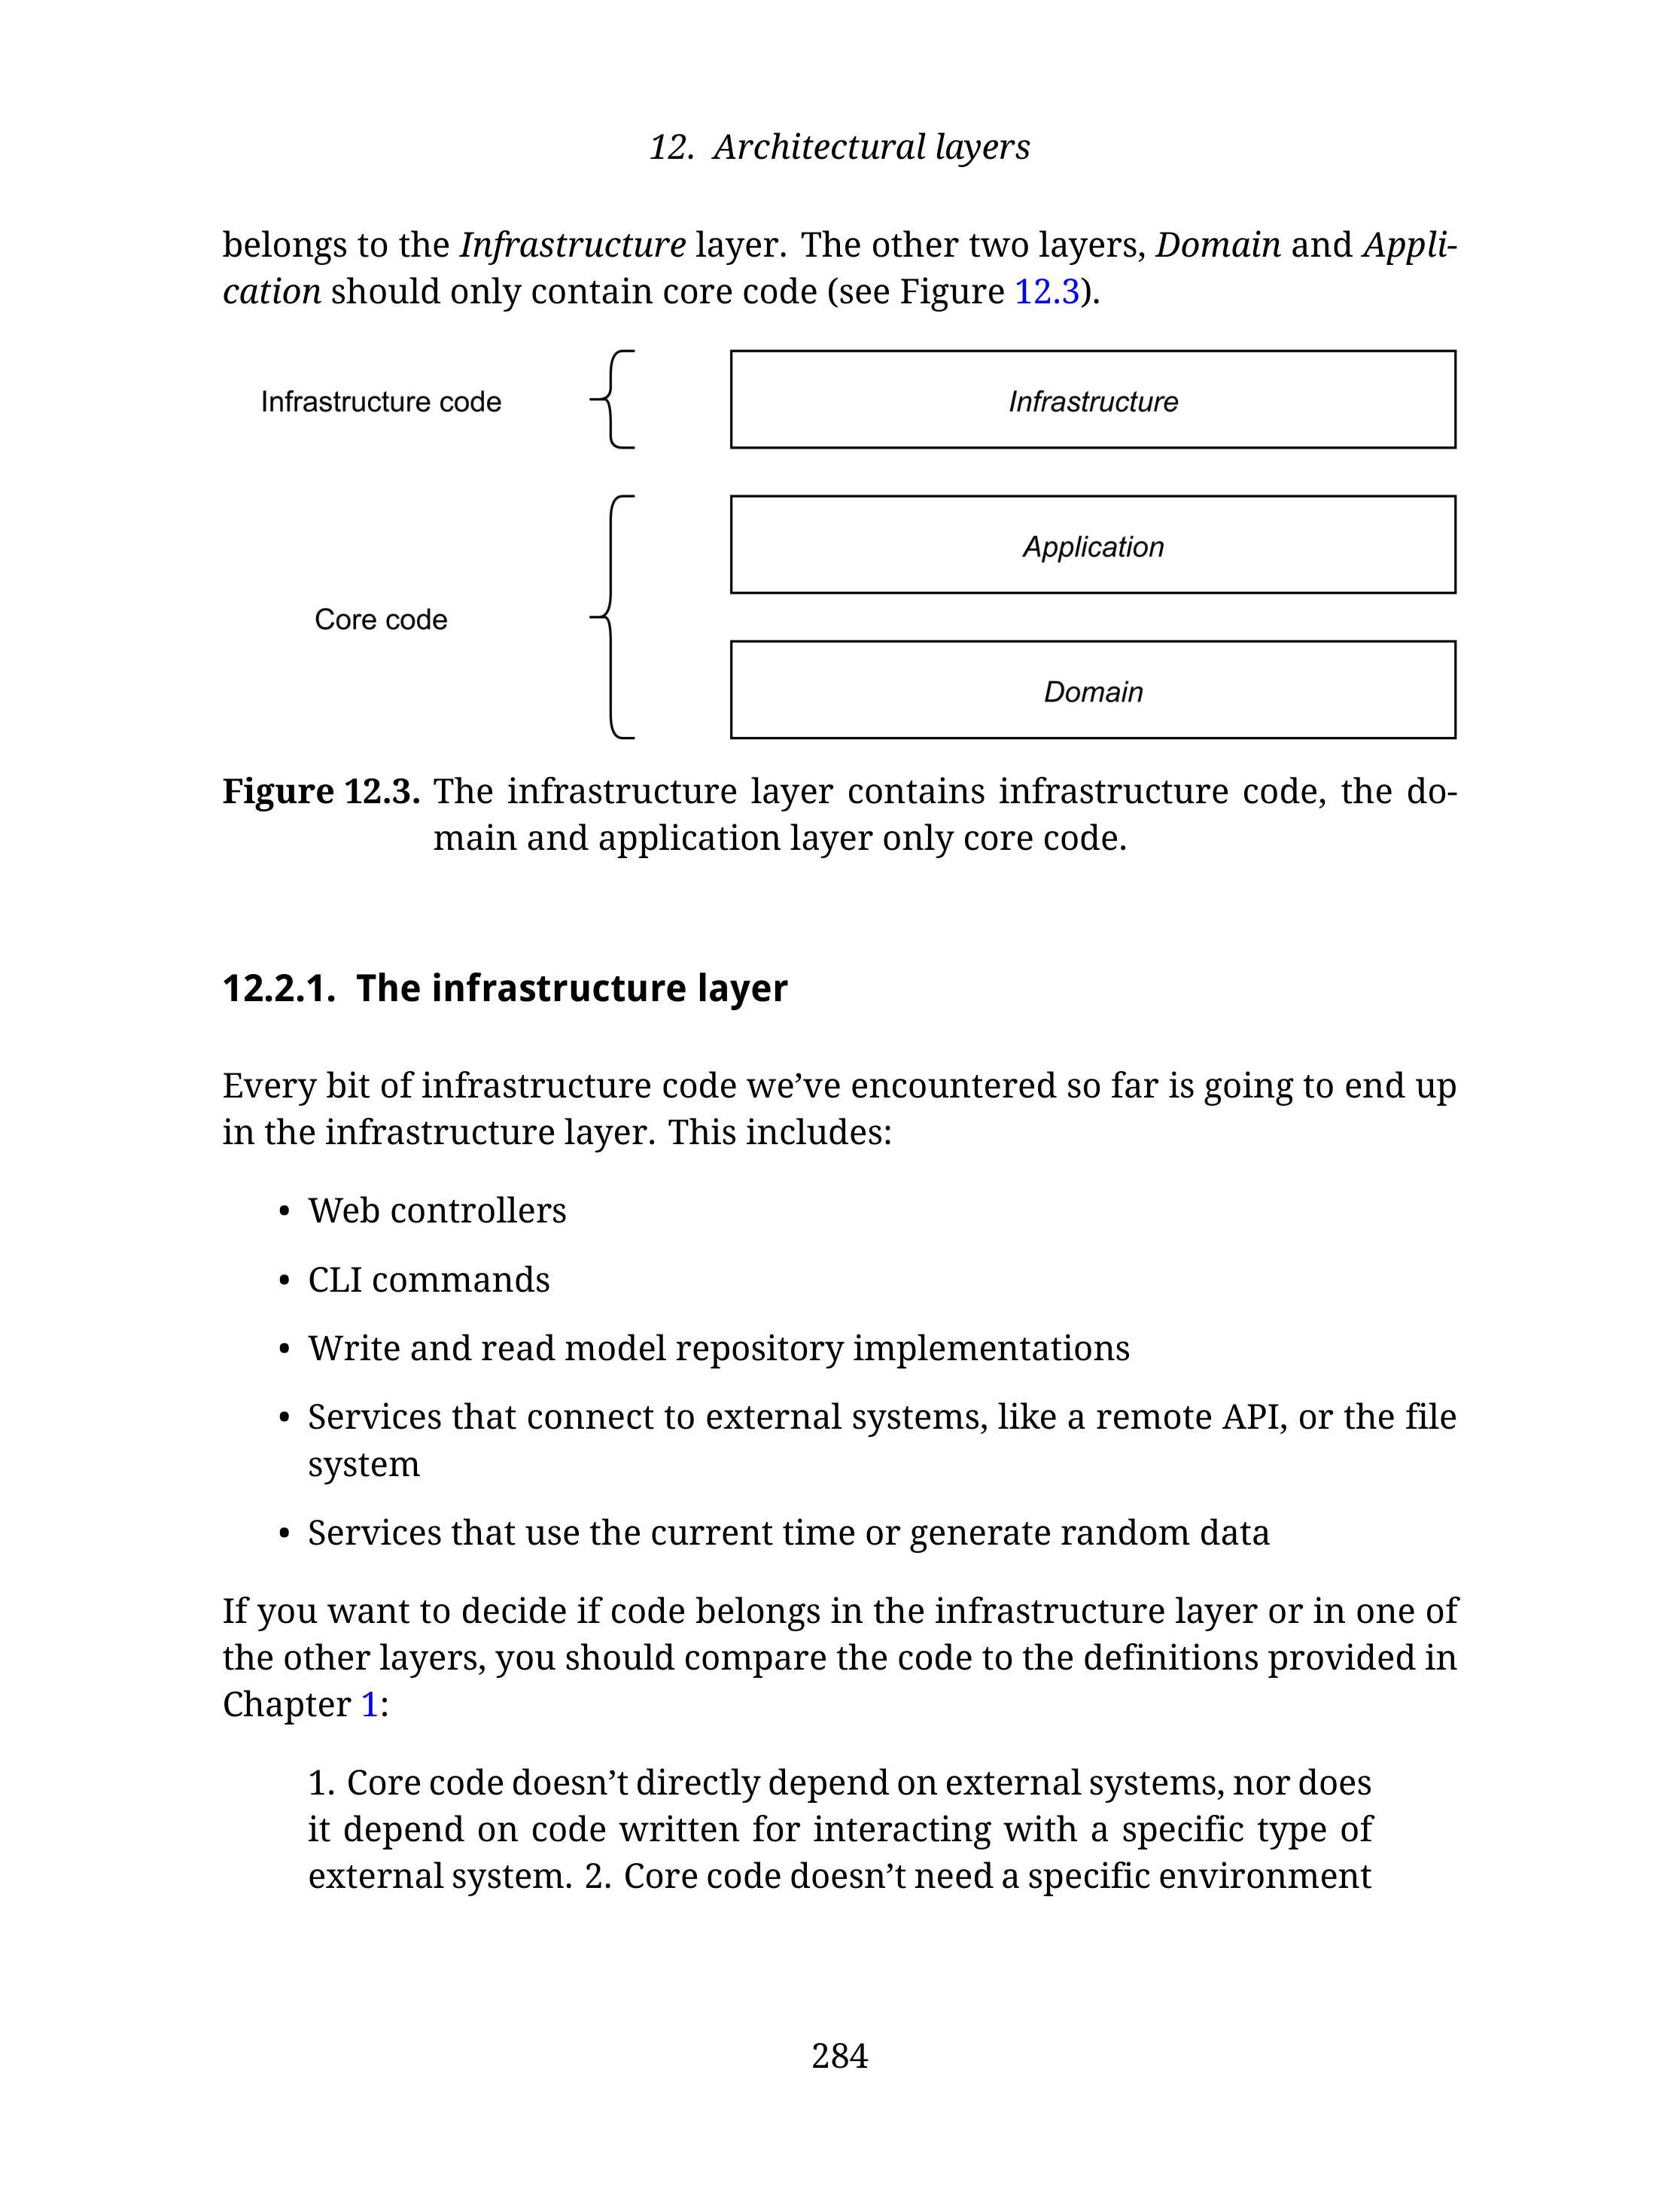 12. Architectural layers
belongs to the Infrastructure layer. The other two layers, Domain and Appli-
cation should only contain core code (see Figure 12.3).
Infrastructure code
Infrastructure
Application
Core code
Domain
Figure 12.3. The infrastructure layer contains infrastructure code, the do-
main and application layer only core code.
12.2.1. The infrastructure layer
Every bit of infrastructure code we’ve encountered so far is going to end up
in the infrastructure layer. This includes:
• Web controllers
• CLI commands
• Write and read model repository implementations
• Services that connect to external systems, like a remote API, or the file
system
• Services that use the current time or generate random data
If you want to decide if code belongs in the infrastructure layer or in one of
the other layers, you should compare the code to the definitions provided in
Chapter 1:
1. Core code doesn’t directly depend on external systems, nor does
it depend on code written for interacting with a specific type of
external system. 2. Core code doesn’t need a specific environment
284